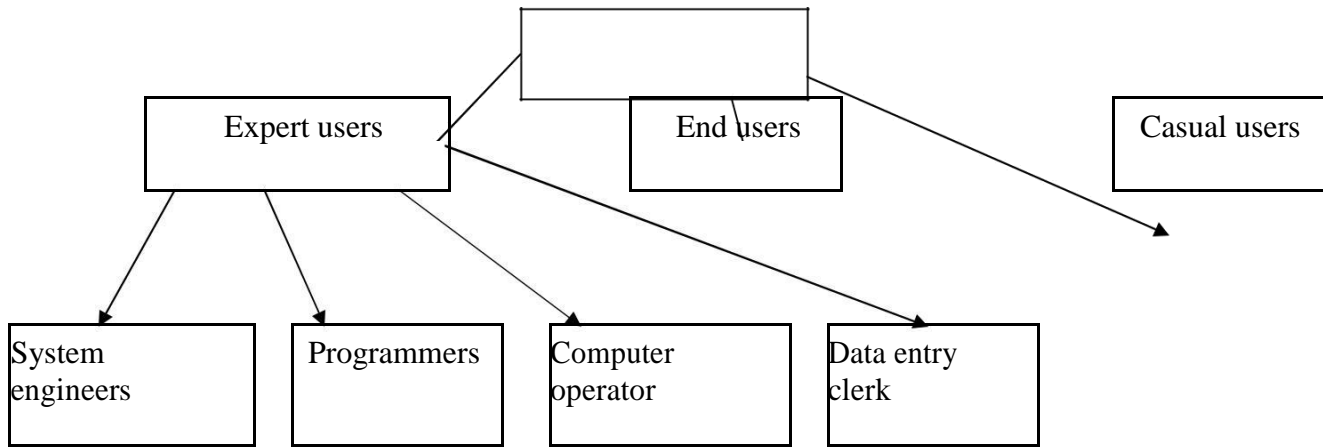 Expert users
End users
Casual users
System
engineers
Programmers
Computer
operator
Data entry
clerk